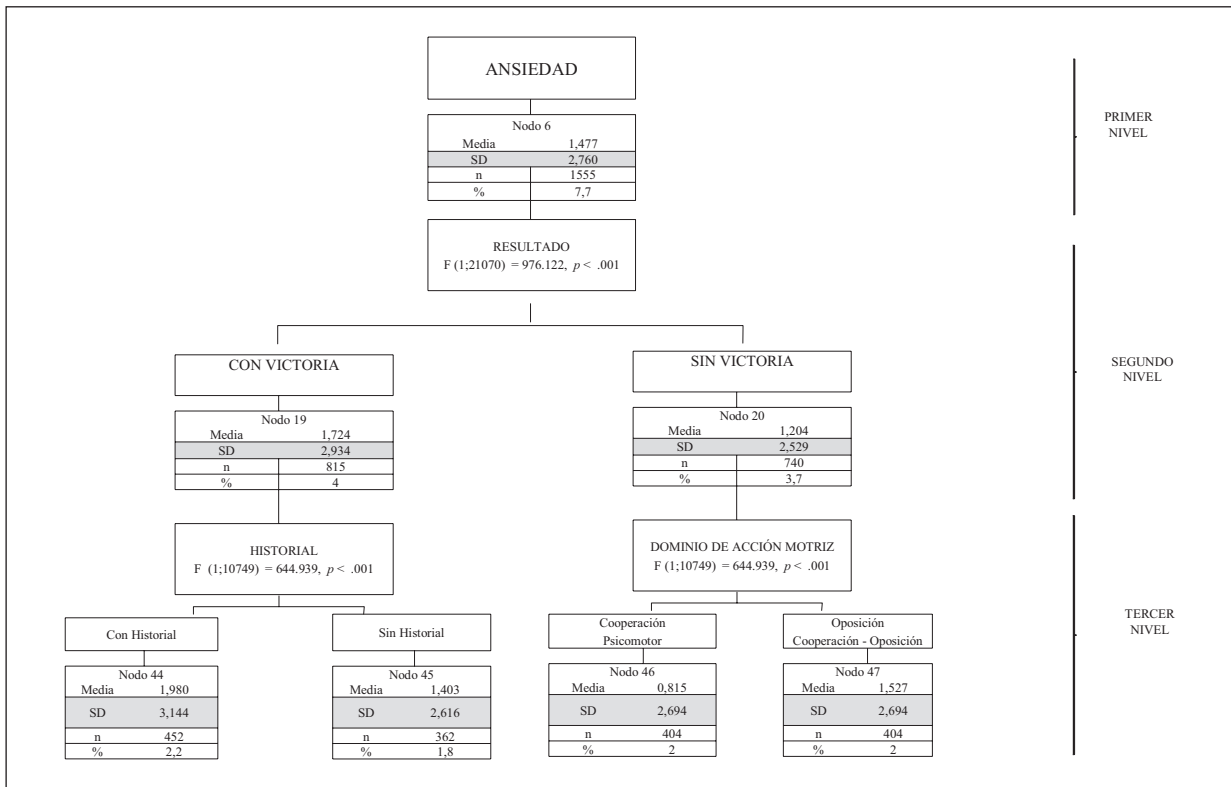 ANSIEDAD
Nodo 6
Media 1,477
SD 2,760
n 1555
% 7,7
PRIMER
NIVEL
RESULTADO
F (1;21070) = 976.122, p < .001
CON VICTORIA
Nodo 19
Media 1,724
SD 2,934
n 815
% 4
SIN VICTORIA
Nodo 20
Media 1,204
SD 2,529
n 740
% 3,7
SEGUNDO
NIVEL
HISTORIAL
F (1;10749) = 644.939, p < .001
DOMINIO DE ACCIÓN MOTRIZ
F (1;10749) = 644.939, p < .001
Con Historial
Nodo 44
Media 1,980
SD 3,144
n 452
% 2,2
Sin Historial
Nodo 45
Media 1,403
SD 2,616
n 362
% 1,8
Cooperación
Psicomotor
Nodo 46
Media 0,815
SD 2,694
n 404
% 2
Oposición
Cooperación - Oposición
Nodo 47
Media 1,527
SD 2,694
n 404
% 2
TERCER
NIVEL